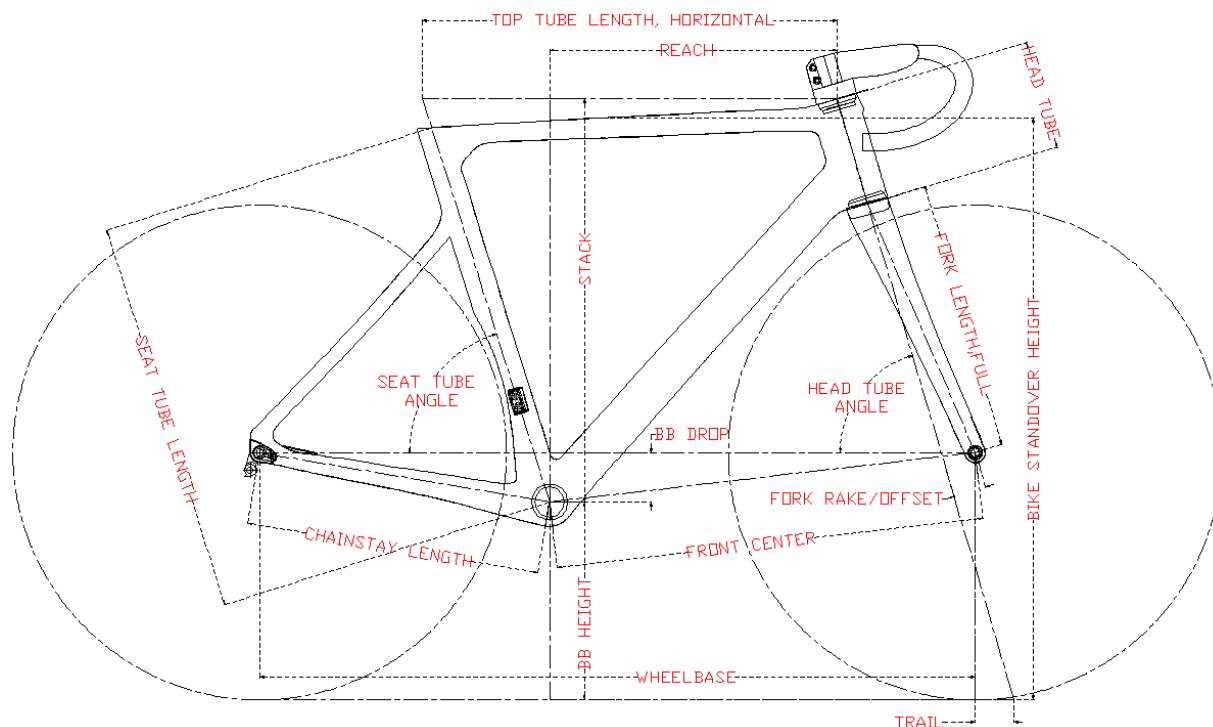 TOP TUBE LENGTH, HORIZONTAL
REACH
HEAD TUBE
STACK
FORK LENGTH,FULL
BIKE STANDOVER HEIGHT
SEAT TUBE LENGTH
SEAT TUBE
ANGLE
HEAD TUBE
ANGLE
BB DROP
FORK RAKE/OFFSET
CHAINSTAY LENGTH
FRONT CENTER
BB HEIGHT
WHEELBASE
TRAIL